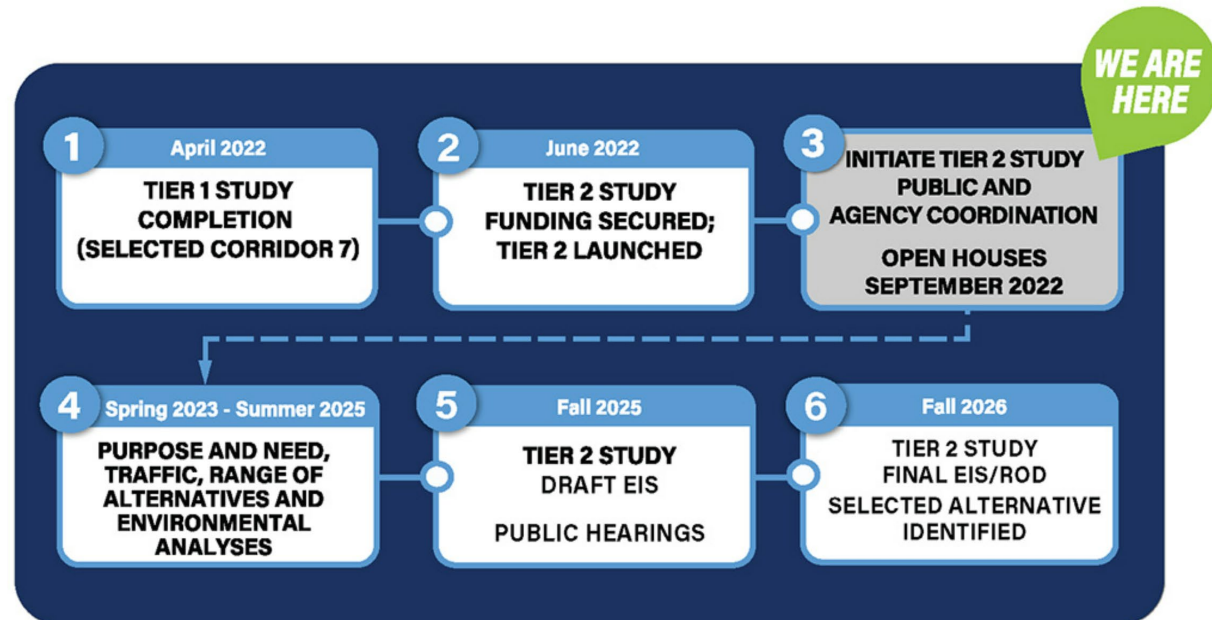 WE ARE
HERE
1
April 2022
TIER 1 STUDY
COMPLETION
(SELECTED CORRIDOR 7)
2
June 2022
TIER 2 STUDY
FUNDING SECURED;
TIER 2 LAUNCHED
3
INITIATE TIER 2 STUDY
PUBLIC AND
AGENCY COORDINATION
OPEN HOUSES
SEPTEMBER 2022
4
Spring 2023 - Summer 2025
PURPOSE AND NEED,
TRAFFIC, RANGE OF
ALTERNATIVES AND
ENVIRONMENTAL
ANALYSES
5
Fall 2025
TIER 2 STUDY
DRAFT EIS
PUBLIC HEARINGS
6
Fall 2026
TIER 2 STUDY
FINAL EIS/ROD
SELECTED ALTERNATIVE
IDENTIFIED